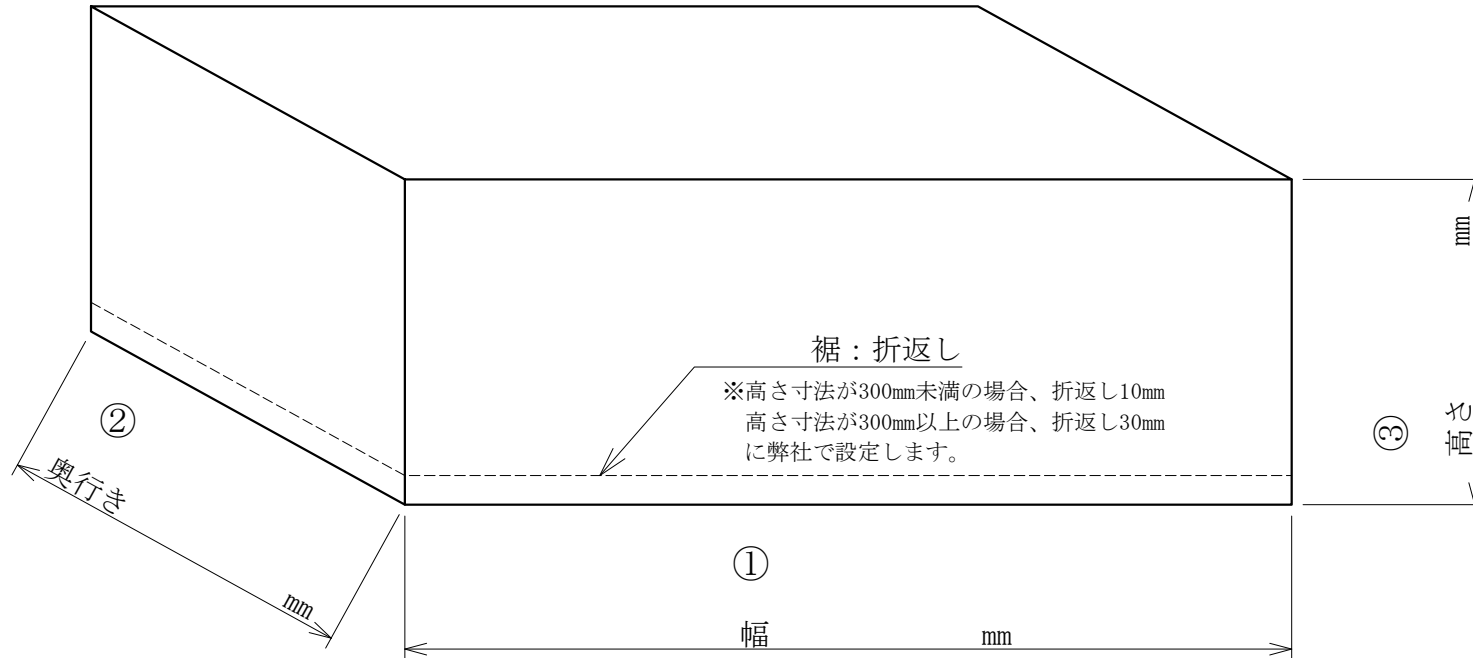 mm
裾：折返し
※高さ寸法が300mm未満の場合、折返し10mm
高さ寸法が300mm以上の場合、折返し30mm
に弊社で設定します。
②
③
高さ
奥行き
①
mm
幅 mm